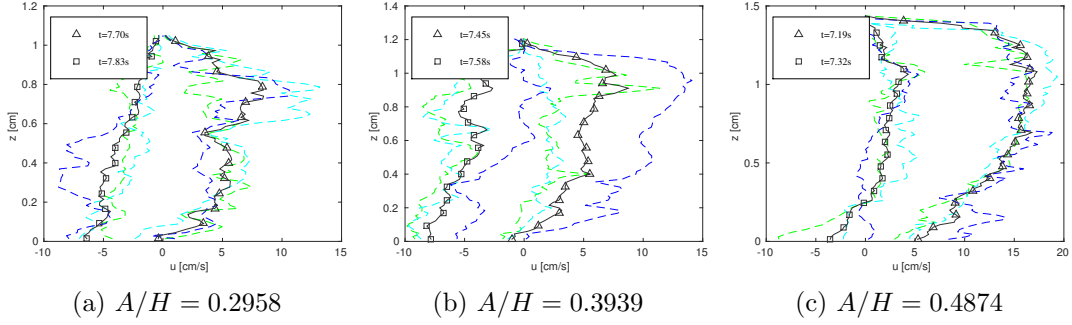 1.2
1
0.8
0.6
0.4
0.2
0
z [cm]
t=7.70s
t=7.83s
-10 -5 0 5 10 15
u [cm/s]
(a) A/H = 0.2958
1.4
1.2
1
0.8
0.6
0.4
0.2
0
z [cm]
t=7.45s
t=7.58s
-10 -5 0 5 10 15
u [cm/s]
(b) A/H = 0.3939
1.5
1
0.5
0
z [cm]
t=7.19s
t=7.32s
-10 -5 0 5 10 15 20
u [cm/s]
(c) A/H = 0.4874